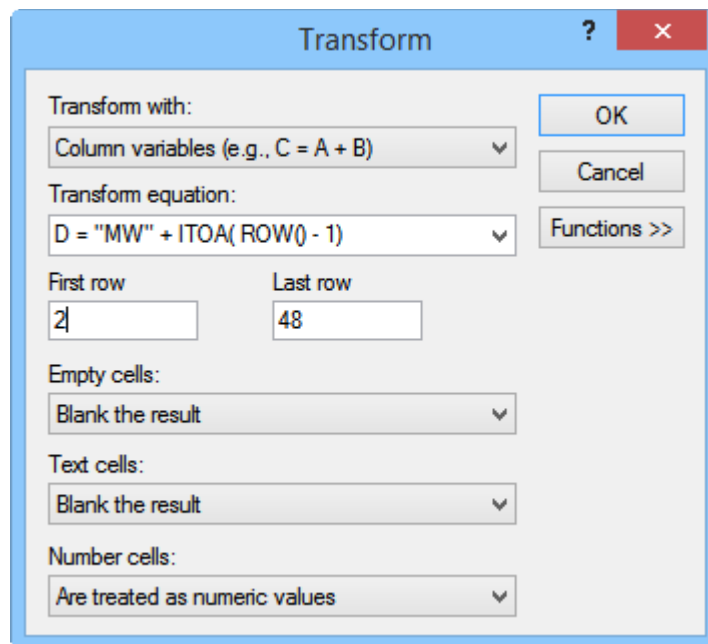 Transform
?
×
Transform with:
Column variables (e.g., C = A + B)
Transform equation:
D = "MW" + ITOA( ROW() - 1)
First row Last row
2 48
Empty cells:
Blank the result
Text cells:
Blank the result
Number cells:
Are treated as numeric values
OK
Cancel
Functions >>